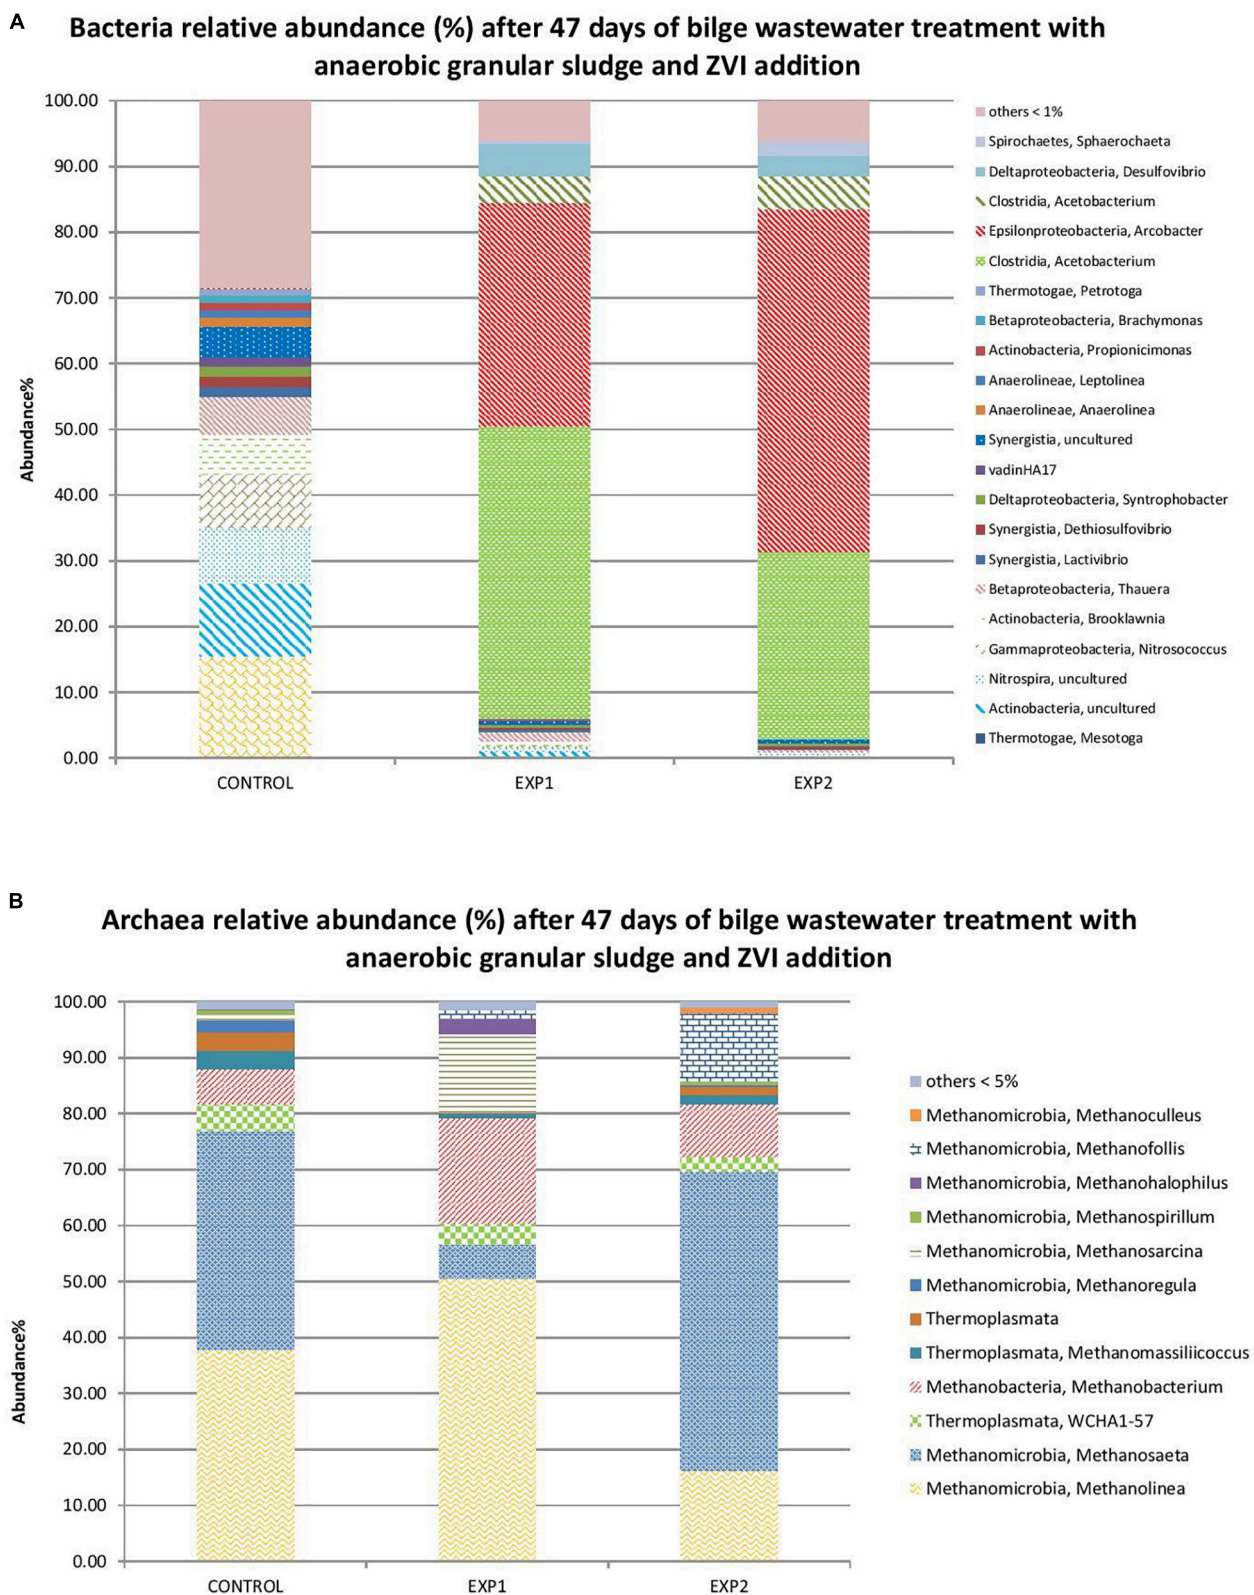 A
Bacteria relative abundance (%) after 47 days of bilge wastewater treatment with
anaerobic granular sludge and ZVI addition
Abundance%
100.00
90.00
80.00
70.00
60.00
50.00
40.00
30.00
20.00
10.00
0.00
CONTROL
EXP1
EXP2
others < 1%
Spirochaetes, Sphaerochaeta
Deltaproteobacteria, Desulfovibrio
Clostridia, Acetobacterium
Epsilonproteobacteria, Arcobacter
Clostridia, Acetobacterium
Thermotogae, Petrotoga
Betaproteobacteria, Brachymonas
Actinobacteria, Propionicimonas
Anaerolineae, Leptolinea
Anaerolineae, Anaerolinea
Synergistia, uncultured
vadinHA17
Deltaproteobacteria, Syntrophobacter
Synergistia, Dethiosulfovibrio
Synergistia, Lactivibrio
Betaproteobacteria, Thauera
Actinobacteria, Brooklawnia
Gammaproteobacteria, Nitrosococcus
Nitrospira, uncultured
Actinobacteria, uncultured
Thermotogae, Mesotoga
B
Archaea relative abundance (%) after 47 days of bilge wastewater treatment with
anaerobic granular sludge and ZVI addition
Abundance%
100.00
90.00
80.00
70.00
60.00
50.00
40.00
30.00
20.00
10.00
0.00
CONTROL
EXP1
EXP2
others < 5%
Methanomicrobia, Methanoculleus
Methanomicrobia, Methanofollis
Methanomicrobia, Methanohalophilus
Methanomicrobia, Methanospirillum
Methanomicrobia, Methanosarcina
Methanomicrobia, Methanoregula
Thermoplasmata
Thermoplasmata, Methanomassiliicoccus
Methanobacteria, Methanobacterium
Thermoplasmata, WCHA1-57
Methanomicrobia, Methanosaeta
Methanomicrobia, Methanolinea